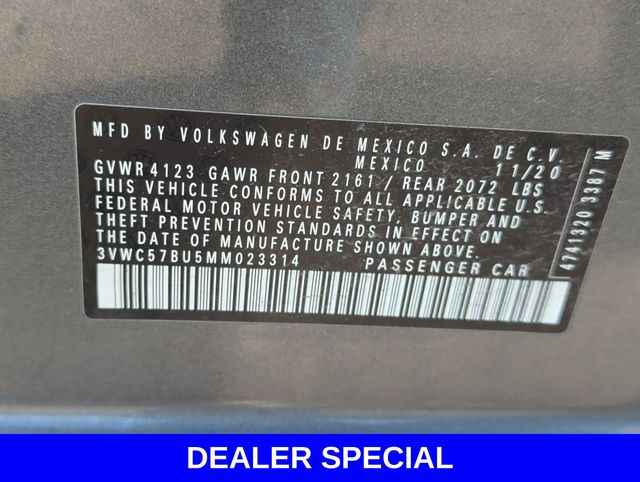 MFD BY VOLKSWAGEN DE MEXICO S.A. DE C.V.
MEXICO 11/20
GVWR 4123 GAWR FRONT 2161 / REAR 2072 LBS
THIS VEHICLE CONFORMS TO ALL APPLICABLE U.S.
FEDERAL MOTOR VEHICLE SAFETY, BUMPER AND
THEFT PREVENTION STANDARDS IN EFFECT ON
THE DATE OF MANUFACTURE SHOWN ABOVE.
3VWC57BU5MM023314 PASSENGER CAR
4741320 3387 M
DEALER SPECIAL